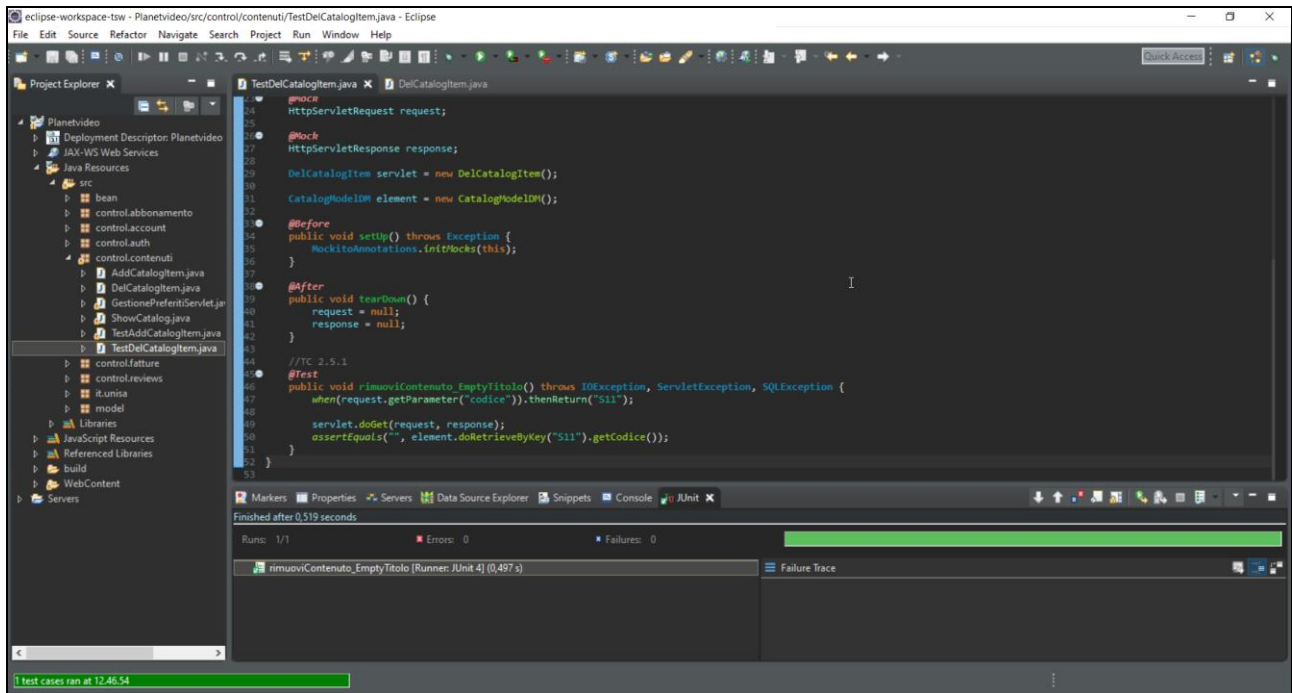 eclipse-workspace-tsw - Planetvideo/src/control/contenuti/TestDelCatalogItem.java - Eclipse
File Edit Source Refactor Navigate Search Project Run Window Help
Quick Access
Project Explorer
TestDelCatalogItem.java
DelCatalogItem.java
Planetvideo
Deployment Descriptor: Planetvideo
JAX-WS Web Services
Java Resources
src
bean
control.abbonamento
control.account
control.auth
control.contenuti
AddCatalogItem.java
DelCatalogItem.java
GestionePreferitiServlet.jav
ShowCatalog.java
TestAddCatalogItem.java
TestDelCatalogItem.java
control.fatture
control.reviews
it.unisa
model
Libraries
JavaScript Resources
Referenced Libraries
build
WebContent
Servers
23 @Mock
24 HttpServletRequest request;
25
26 @Mock
27 HttpServletResponse response;
28
29 DelCatalogItem servlet = new DelCatalogItem();
30
31 CatalogModelDM element = new CatalogModelDM();
32
33 @Before
34 public void setUp() throws Exception {
35 MockitoAnnotations.initMocks(this);
36 }
37
38 @After
39 public void tearDown() {
40 request = null;
41 response = null;
42 }
43
44 //TC 2.5.1
45 @Test
46 public void rimuoviContenuto_EmptyTitolo() throws IOException, ServletException, SQLException {
47 when(request.getParameter("codice")).thenReturn("S11");
48
49 servlet.doGet(request, response);
50 assertEquals("", element.doRetrieveByKey("S11").getCodice());
51 }
52 }
53
Markers Properties Servers Data Source Explorer Snippets Console JUnit
Finished after 0,519 seconds
Runs: 1/1 Errors: 0 Failures: 0
rimuoviContenuto_EmptyTitolo [Runner: JUnit 4] (0,497 s)
Failure Trace
1 test cases ran at 12.46.54